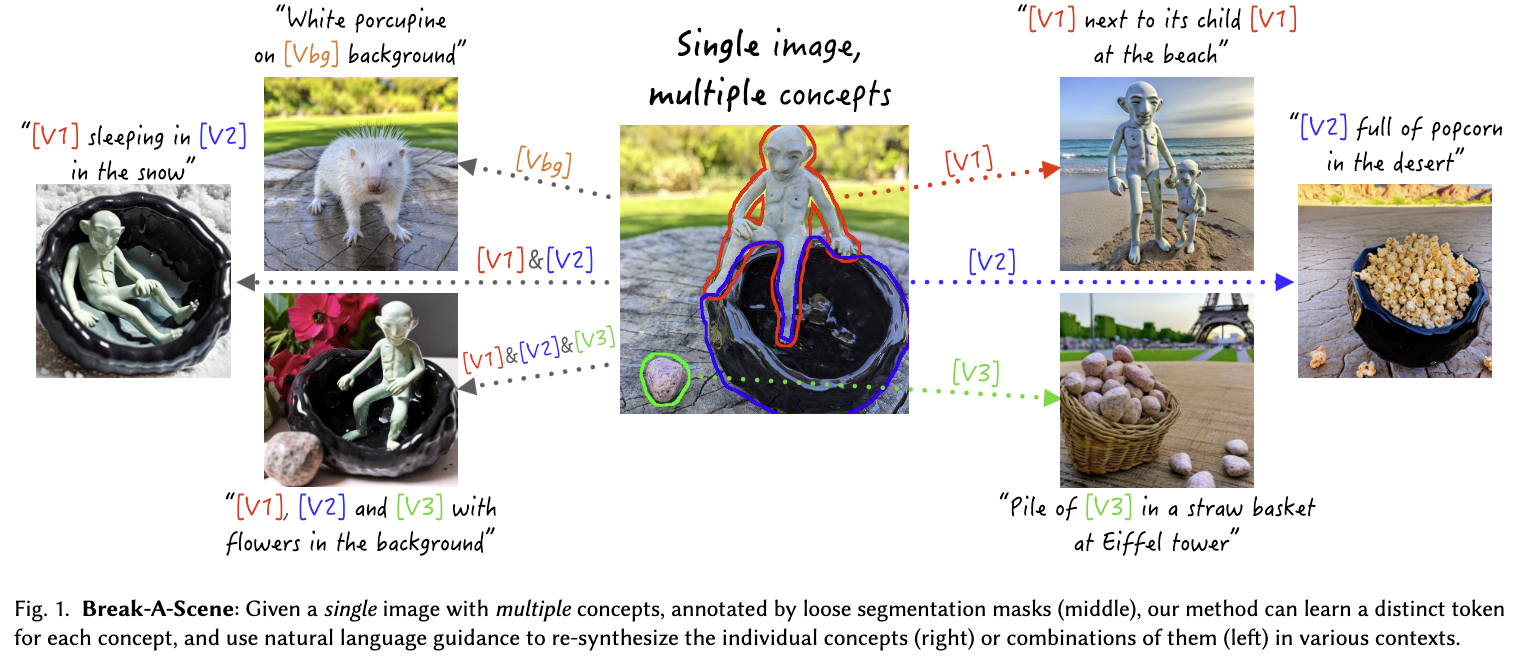 “White porcupine
on [Vbg] background”
Single image,
multiple concepts
“[V1] next to its child [V1]
at the beach”
“[V1] sleeping in [V2]
in the snow”
“[V2] full of popcorn
in the desert”
[Vbg]
[V1]
[V1]&[V2]
[V2]
[V1]&[V2]&[V3]
[V3]
“[V1], [V2] and [V3] with
flowers in the background”
“Pile of [V3] in a straw basket
at Eiffel tower”
Fig. 1. Break-A-Scene: Given a single image with multiple concepts, annotated by loose segmentation masks (middle), our method can learn a distinct token
for each concept, and use natural language guidance to re-synthesize the individual concepts (right) or combinations of them (left) in various contexts.